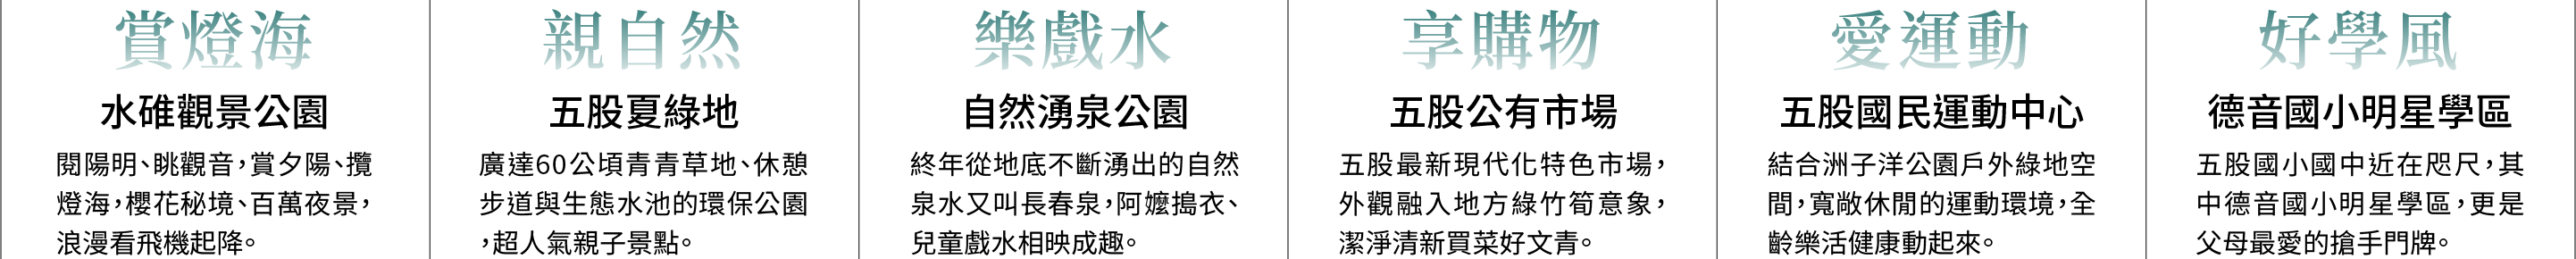 賞燈海
水碓觀景公園
閱陽明、眺觀音，賞夕陽、攬
燈海，櫻花秘境、百萬夜景，
浪漫看飛機起降。
親自然
五股夏綠地
廣達60公頃青青草地、休憩
步道與生態水池的環保公園
，超人氣親子景點。
樂戲水
自然湧泉公園
終年從地底不斷湧出的自然
泉水又叫長春泉，阿嬤搗衣、
兒童戲水相映成趣。
享購物
五股公有市場
五股最新現代化特色市場，
外觀融入地方綠竹筍意象，
潔淨清新買菜好文青。
愛運動
五股國民運動中心
結合洲子洋公園戶外綠地空
間，寬敞休閒的運動環境，全
齡樂活健康動起來。
好學風
德音國小明星學區
五股國小國中近在咫尺，其
中德音國小明星學區，更是
父母最愛的搶手門牌。